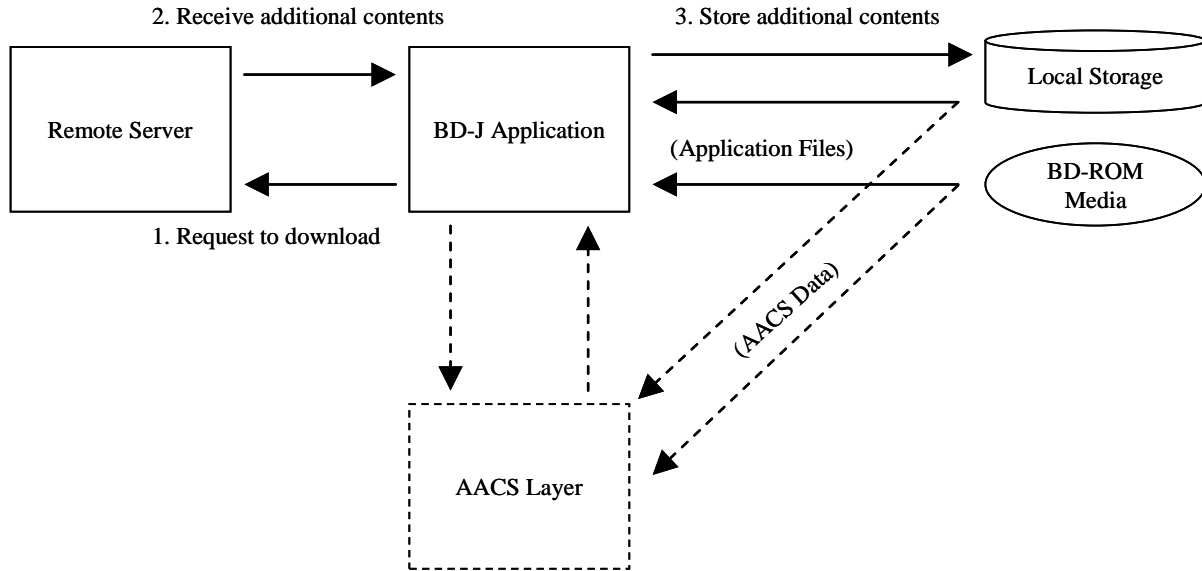 2. Receive additional contents
3. Store additional contents
Remote Server
BD-J Application
Local Storage
(Application Files)
BD-ROM
Media
1. Request to download
(AACS Data)
AACS Layer